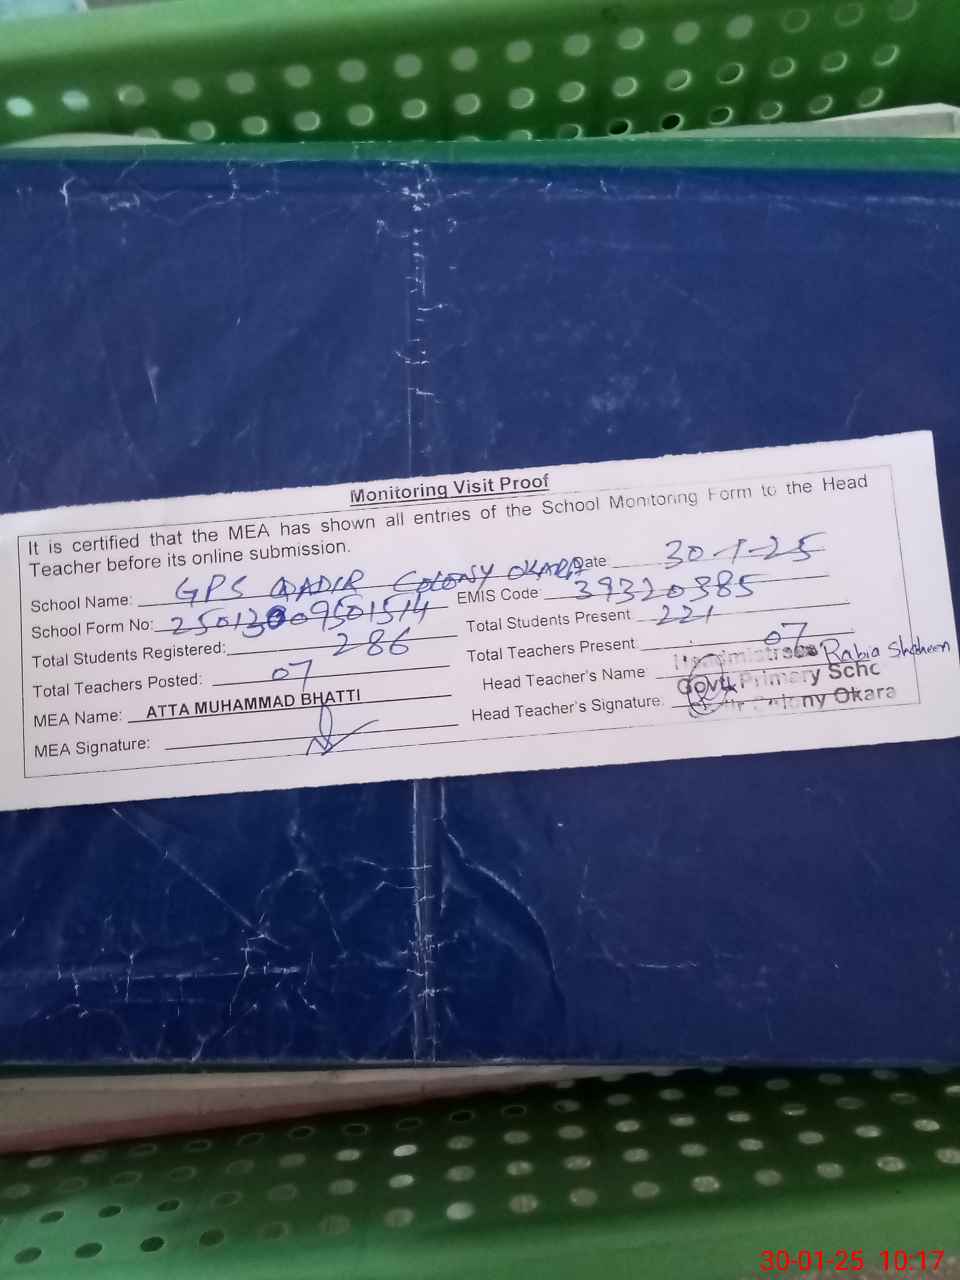 Monitoring Visit Proof
It is certified that the MEA has shown all entries of the School Monitoring Form to the Head
Teacher before its online submission.
School Name: GPS QADIR COLONY OKARA Date 30-1-25
School Form No: 25013009501514 EMIS Code: 39320385
Total Students Registered: 286 Total Students Present 221
Total Teachers Posted: 07 Total Teachers Present 07
MEA Name: ATTA MUHAMMAD BHATTI Head Teacher's Name Rabia Shaheen
Headmistress
Govt. Primary Scho
MEA Signature: Head Teacher's Signature:
Colony Okara
30-01-25 10:17